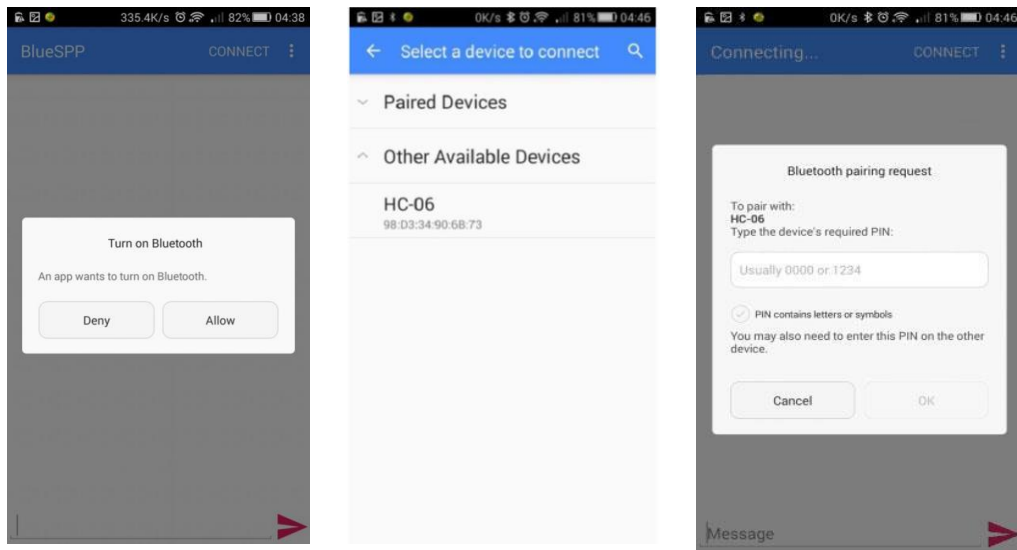 335.4K/s 82% 04:38
BlueSPP CONNECT
Turn on Bluetooth
An app wants to turn on Bluetooth.
Deny Allow
0K/s 81% 04:46
Select a device to connect
Paired Devices
Other Available Devices
HC-06
98:D3:34:90:6B:73
0K/s 81% 04:46
Connecting... CONNECT
Bluetooth pairing request
To pair with:
HC-06
Type the device's required PIN:
Usually 0000 or 1234
PIN contains letters or symbols
You may also need to enter this PIN on the other
device.
Cancel OK
Message